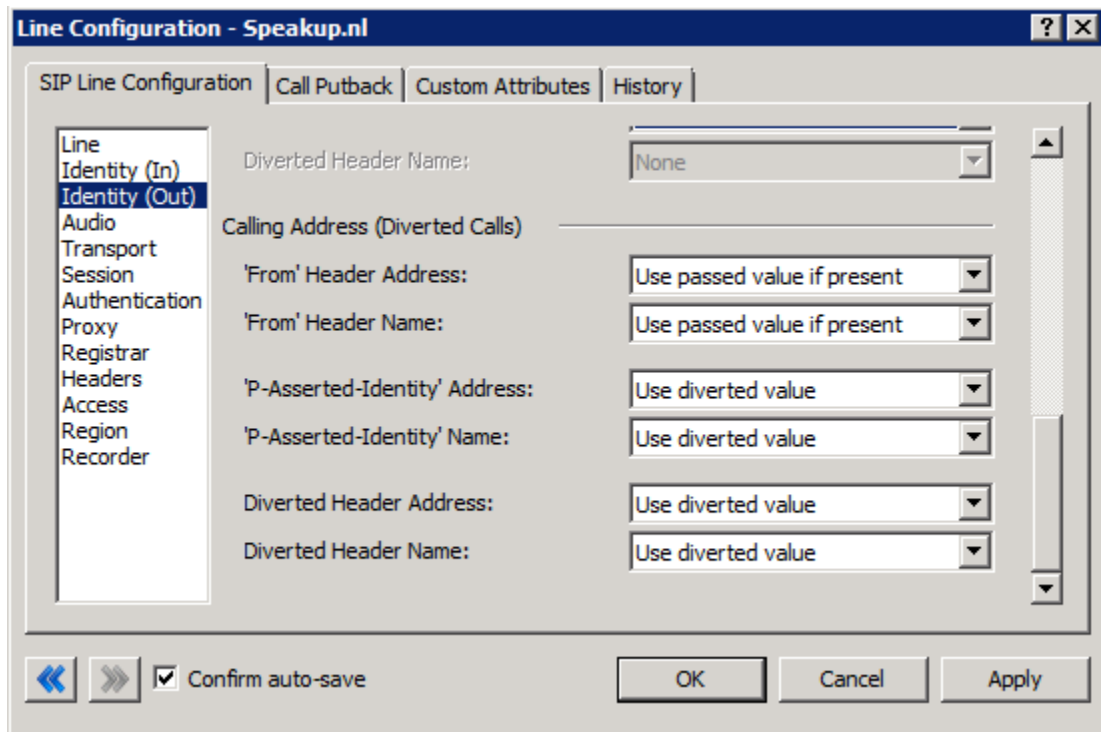 Line Configuration - Speakup.nl
SIP Line Configuration Call Putback Custom Attributes History
Line
Identity (In)
Identity (Out)
Audio
Transport
Session
Authentication
Proxy
Registrar
Headers
Access
Region
Recorder
Diverted Header Name: None
Calling Address (Diverted Calls)
'From' Header Address: Use passed value if present
'From' Header Name: Use passed value if present
'P-Asserted-Identity' Address: Use diverted value
'P-Asserted-Identity' Name: Use diverted value
Diverted Header Address: Use diverted value
Diverted Header Name: Use diverted value
Confirm auto-save OK Cancel Apply